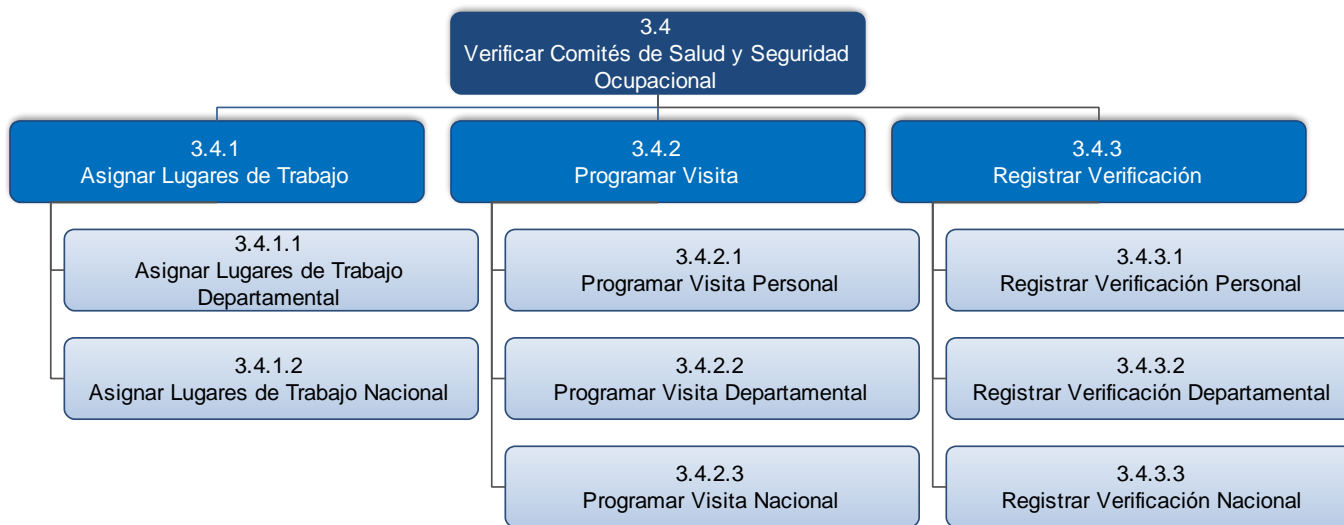 3.4
Verificar Comités de Salud y Seguridad
Ocupacional
3.4.1
Asignar Lugares de Trabajo
3.4.1.1
Asignar Lugares de Trabajo
Departamental
3.4.1.2
Asignar Lugares de Trabajo Nacional
3.4.2
Programar Visita
3.4.2.1
Programar Visita Personal
3.4.2.2
Programar Visita Departamental
3.4.2.3
Programar Visita Nacional
3.4.3
Registrar Verificación
3.4.3.1
Registrar Verificación Personal
3.4.3.2
Registrar Verificación Departamental
3.4.3.3
Registrar Verificación Nacional